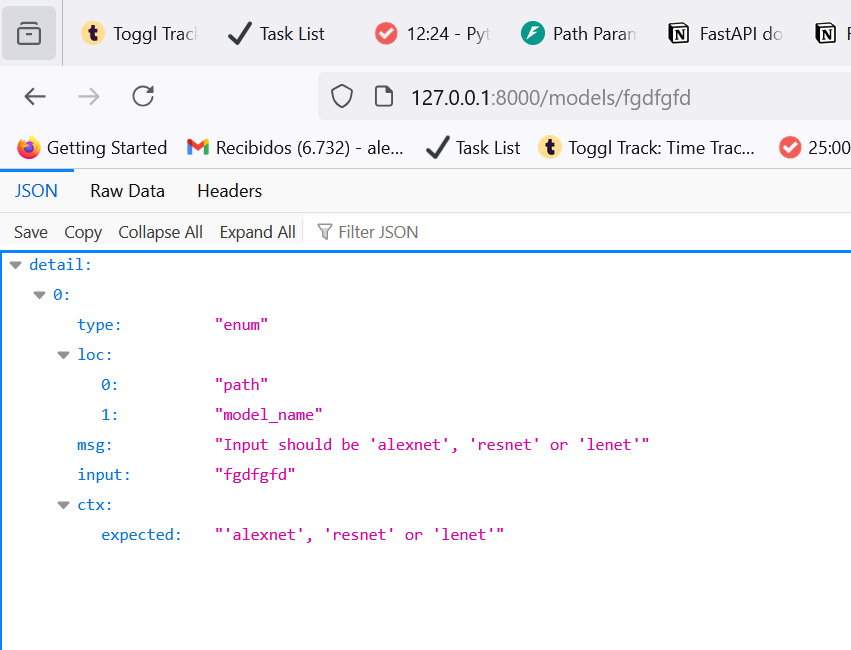 Toggl Trac Task List 12:24 - Pyt Path Param FastAPI do
127.0.0.1:8000/models/fgdfgfd
Getting Started Recibidos (6.732) - ale... Task List Toggl Track: Time Trac... 25:00
JSON Raw Data Headers
Save Copy Collapse All Expand All Filter JSON
detail:
0:
type: "enum"
loc:
0: "path"
1: "model_name"
msg: "Input should be 'alexnet', 'resnet' or 'lenet'"
input: "fgdfgfd"
ctx:
expected: "'alexnet', 'resnet' or 'lenet'"